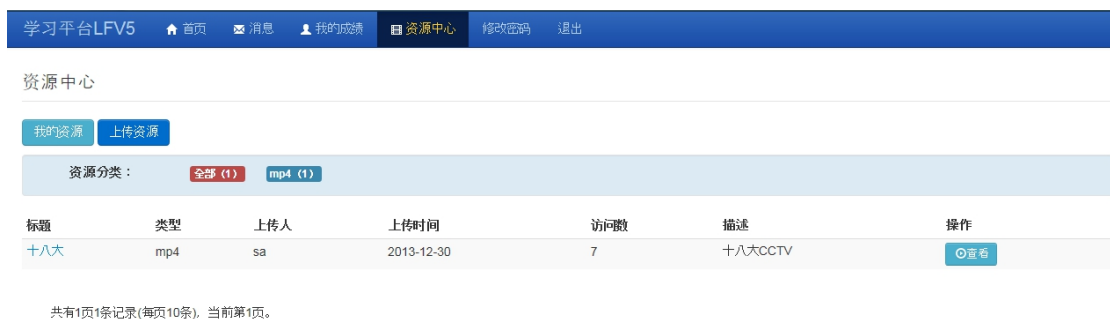 学习平台LFV5 首页 消息 我的成绩 资源中心 修改密码 退出
资源中心
我的资源 上传资源
资源分类： 全部 (1) mp4 (1)
标题 类型 上传人 上传时间 访问数 描述 操作
十八大 mp4 sa 2013-12-30 7 十八大CCTV 查看
共有1页1条记录(每页10条), 当前第1页。